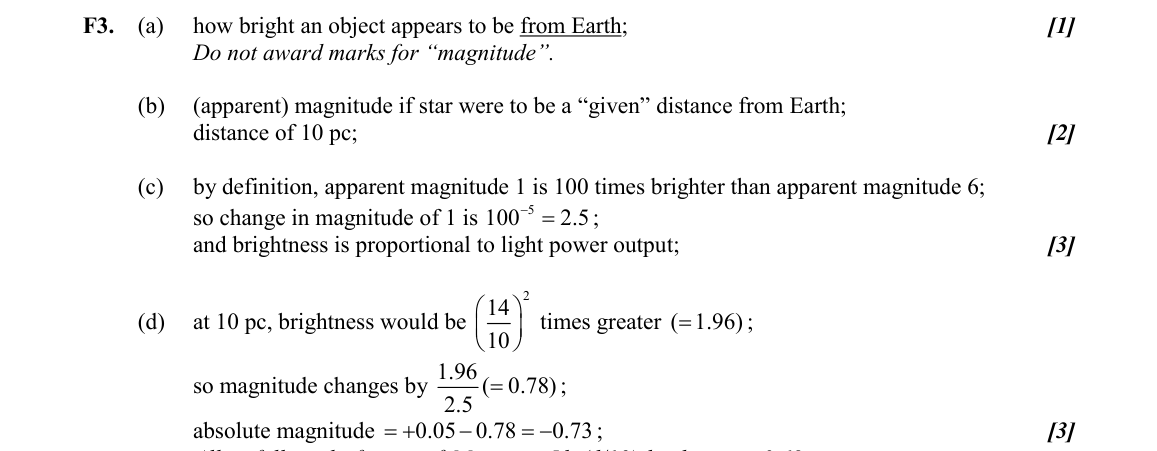 F3. (a) how bright an object appears to be from Earth; [1]
Do not award marks for “magnitude”.
(b) (apparent) magnitude if star were to be a “given” distance from Earth;
distance of 10 pc; [2]
(c) by definition, apparent magnitude 1 is 100 times brighter than apparent magnitude 6;
so change in magnitude of 1 is 100⁻⁵ = 2.5;
and brightness is proportional to light power output; [3]
(d) at 10 pc, brightness would be (14/10)² times greater (=1.96);
so magnitude changes by 1.96/2.5 (= 0.78);
absolute magnitude = +0.05 − 0.78 = −0.73; [3]